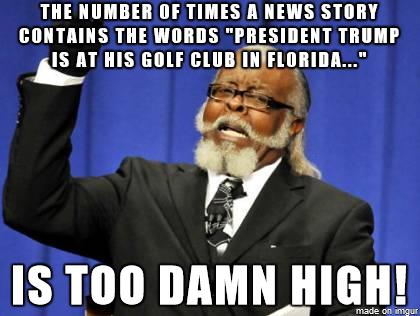 THE NUMBER OF TIMES A NEWS STORY
CONTAINS THE WORDS "PRESIDENT TRUMP
IS AT HIS GOLF CLUB IN FLORIDA..."
IS TOO DAMN HIGH!
made on imgur